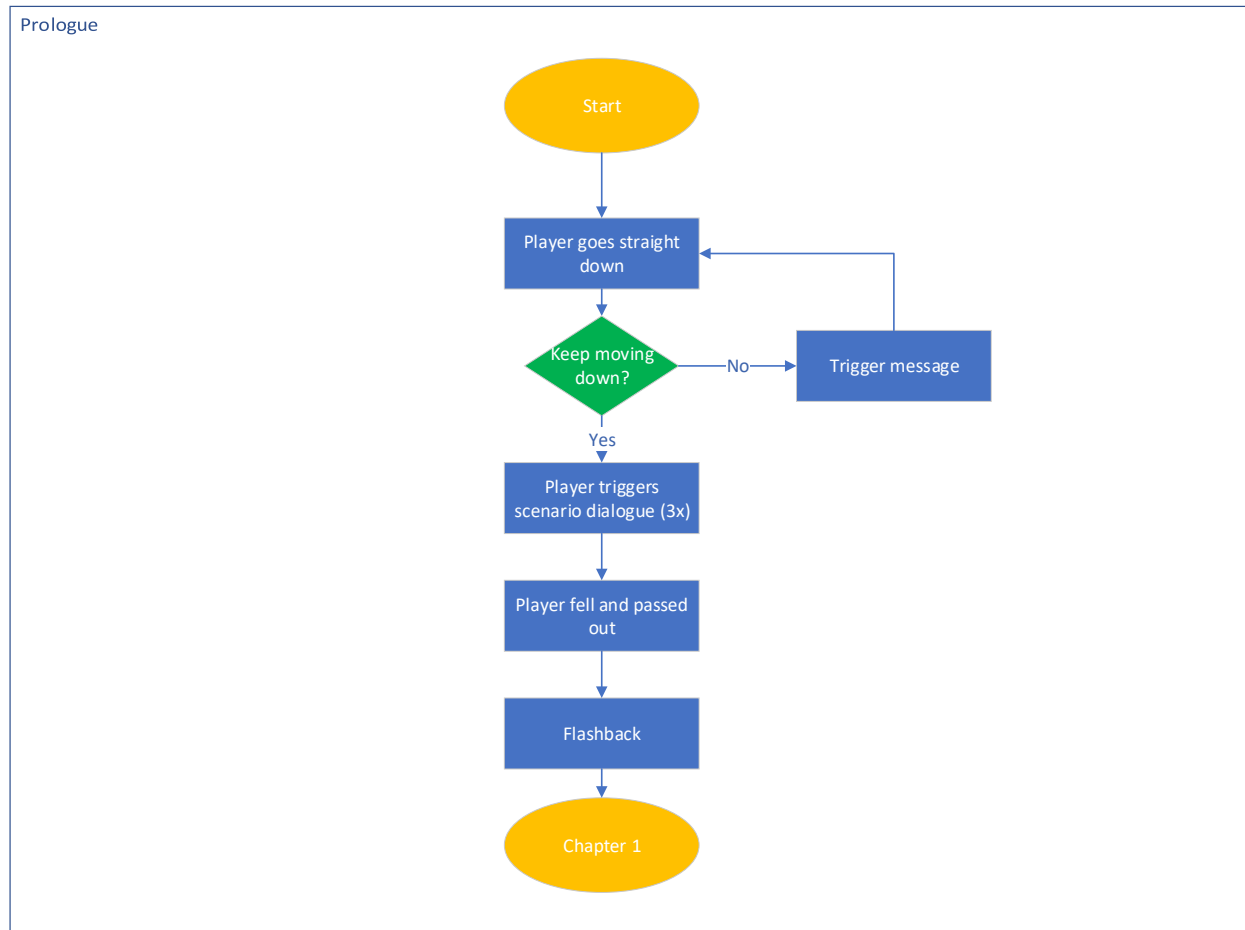 Prologue
Start
Player goes straight
down
Keep moving
down?
No
Trigger message
Yes
Player triggers
scenario dialogue (3x)
Player fell and passed
out
Flashback
Chapter 1